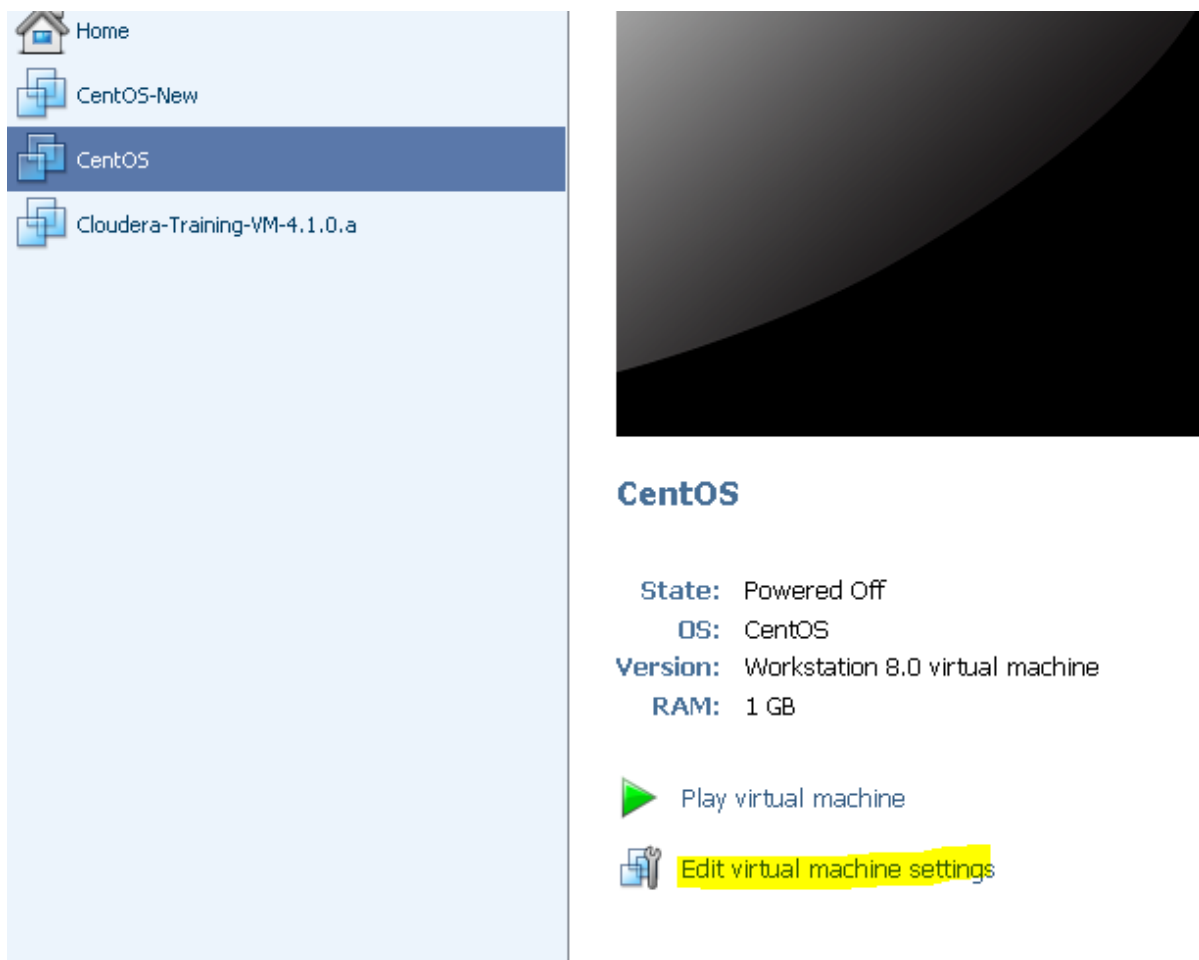 Home
CentOS-New
CentOS
Cloudera-Training-VM-4.1.0.a
CentOS
State: Powered Off
OS: CentOS
Version: Workstation 8.0 virtual machine
RAM: 1 GB
Play virtual machine
Edit virtual machine settings